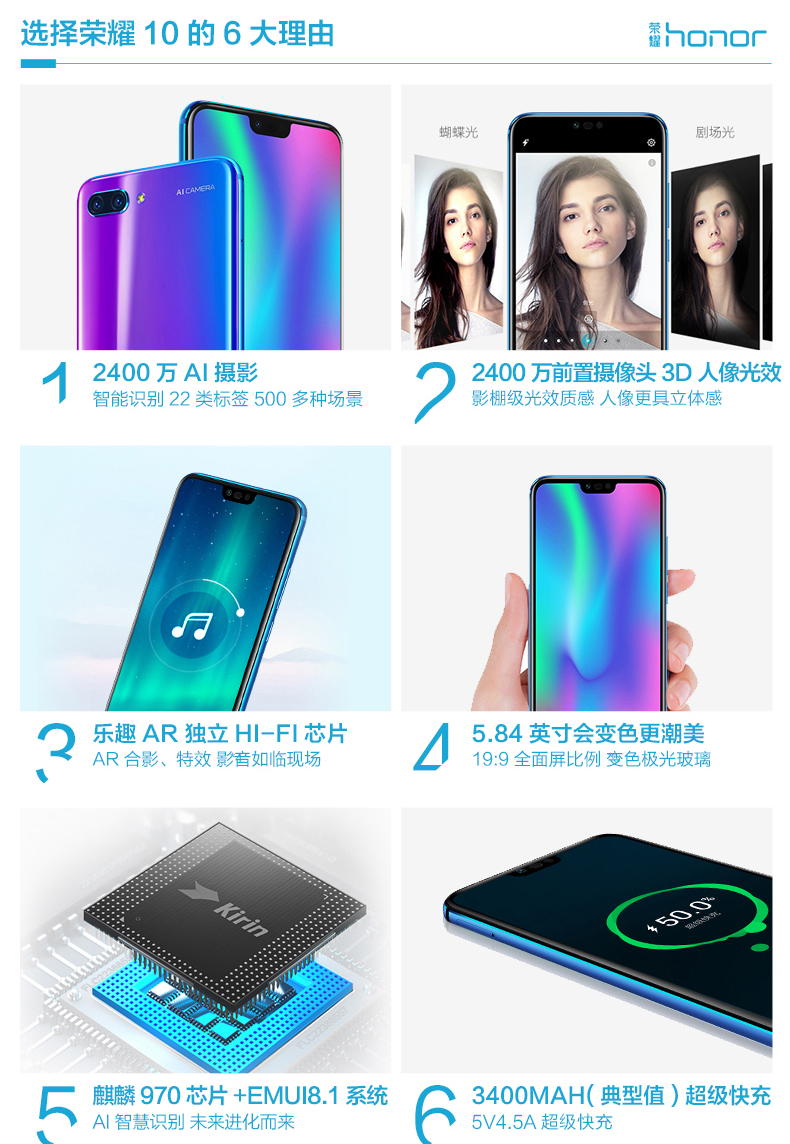 选择荣耀 10 的 6 大理由
荣耀 honor
AI CAMERA
蝴蝶光
剧场光
1
2400 万 AI 摄影
智能识别 22 类标签 500 多种场景
2
2400 万前置摄像头 3D 人像光效
影棚级光效质感 人像更具立体感
3
乐趣 AR 独立 HI-FI 芯片
AR 合影、特效 影音如临现场
4
5.84 英寸会变色更潮美
19:9 全面屏比例 变色极光玻璃
Kirin
50.0%
超级快充
5
麒麟 970 芯片 +EMUI8.1 系统
AI 智慧识别 未来进化而来
6
3400MAH( 典型值 ) 超级快充
5V4.5A 超级快充